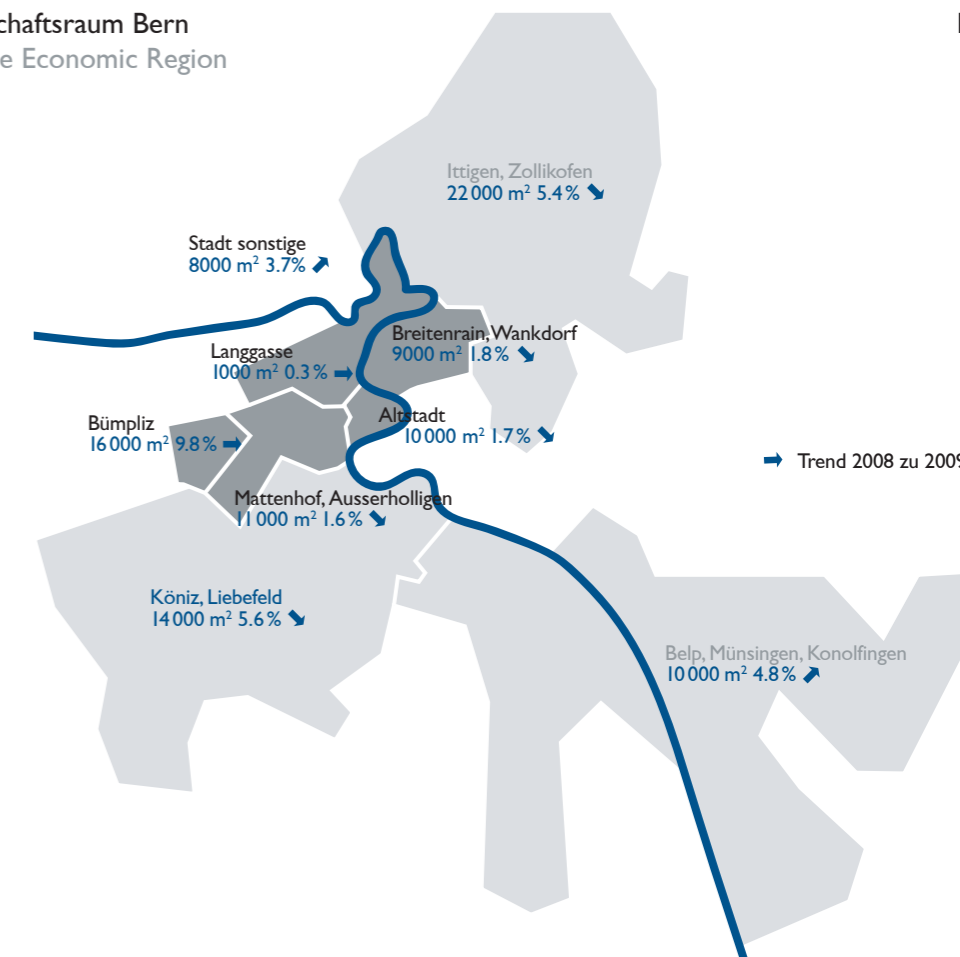 chaftsraum Bern
e Economic Region
Ittigen, Zollikofen
22 000 m² 5.4 %
Stadt sonstige
8000 m² 3.7%
Breitenrain, Wankdorf
9000 m² 1.8 %
Langgasse
1000 m² 0.3 %
Altstadt
10 000 m² 1.7 %
Bümpliz
16 000 m² 9.8 %
Trend 2008 zu 2009
Mattenhof, Ausserholligen
11 000 m² 1.6 %
Köniz, Liebefeld
14 000 m² 5.6 %
Belp, Münsingen, Konolfingen
10 000 m² 4.8 %